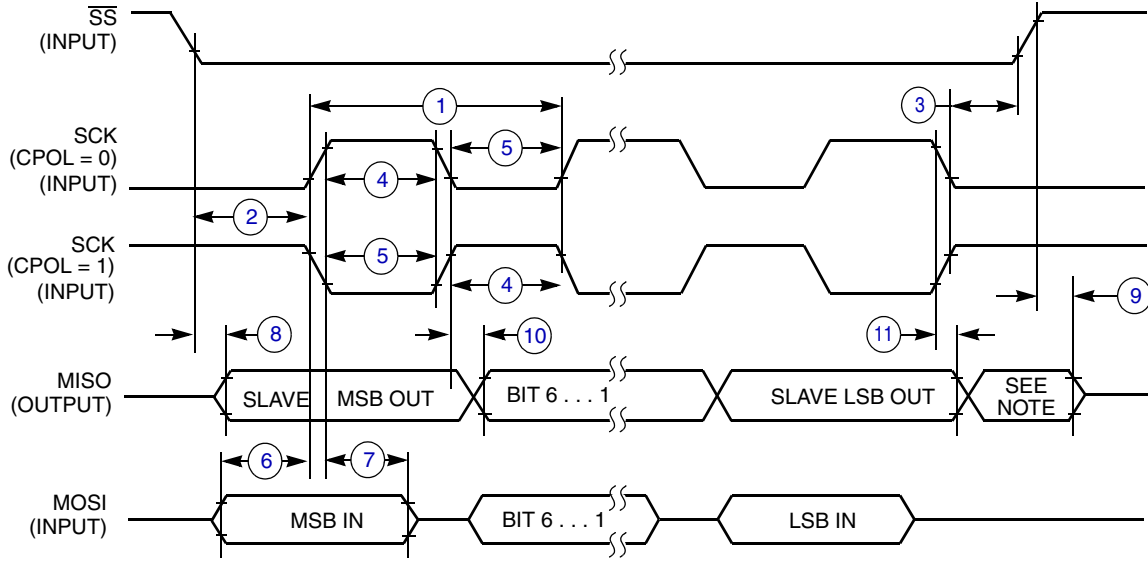 SS
(INPUT)
1
3
SCK
(CPOL = 0)
(INPUT)
5
4
2
SCK
(CPOL = 1)
(INPUT)
5
4
9
8
10
11
MISO
(OUTPUT)
SLAVE
MSB OUT
BIT 6 . . . 1
SLAVE LSB OUT
SEE
NOTE
6
7
MOSI
(INPUT)
MSB IN
BIT 6 . . . 1
LSB IN